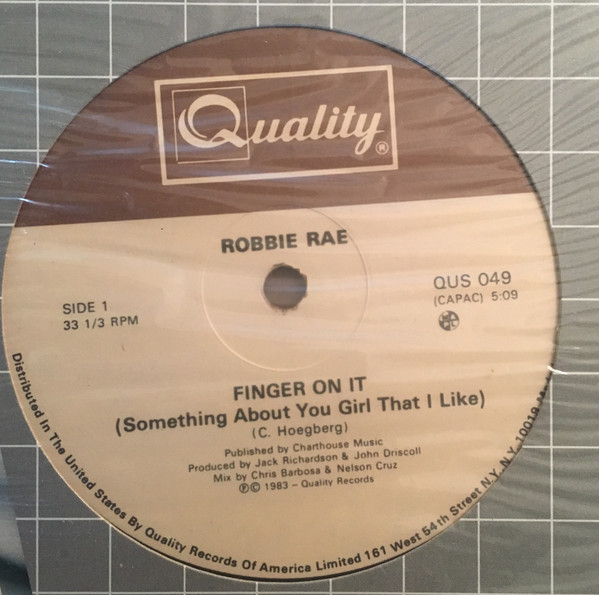 Quality®
ROBBIE RAE
SIDE 1
33 1/3 RPM
QUS 049
(CAPAC) 5:09
FINGER ON IT
(Something About You Girl That I Like)
(C. Hoegberg)
Published by Charthouse Music
Produced by Jack Richardson & John Driscoll
Mix by Chris Barbosa & Nelson Cruz
Ⓟ© 1983 – Quality Records
Distributed In The United States By Quality Records Of America Limited 161 West 54th Street N.Y. N.Y. 10019